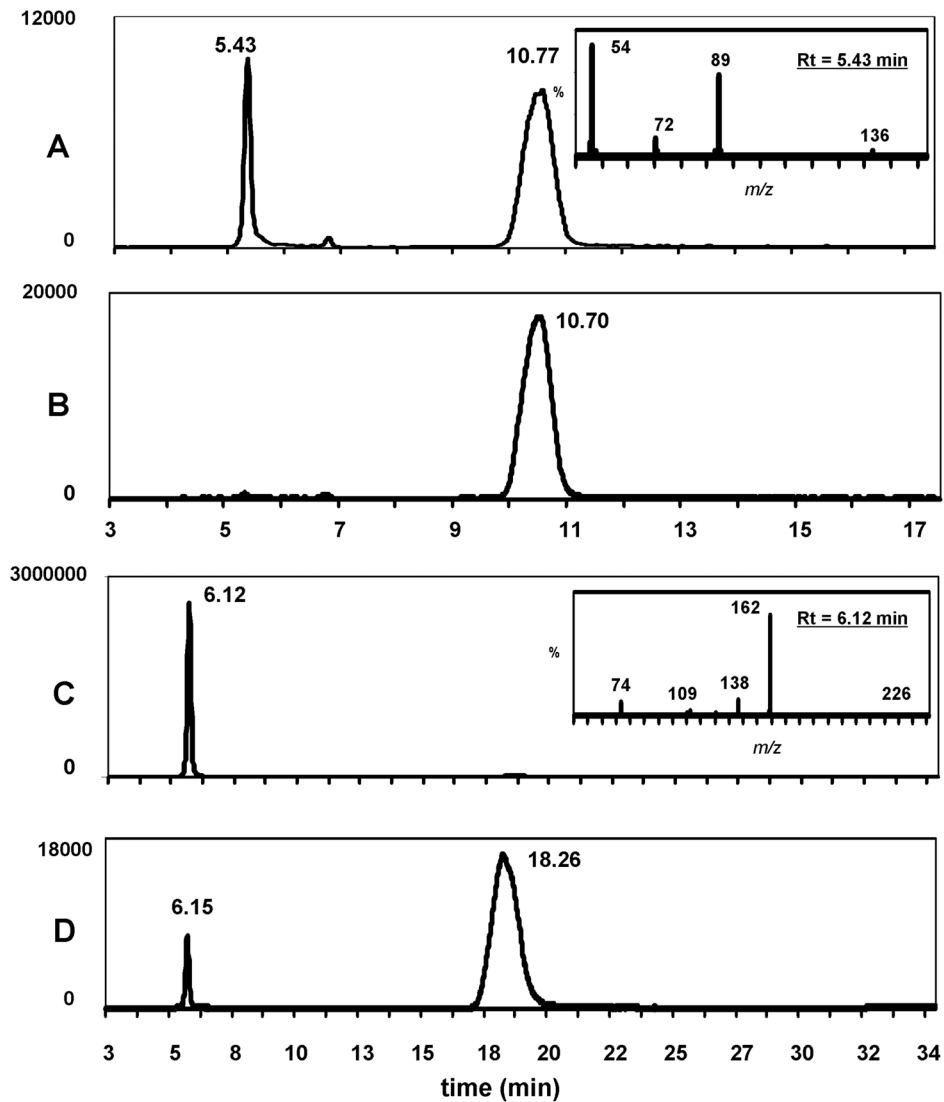 12000
5.43
10.77
%
54
72
89
136
Rt = 5.43 min
m/z
A
0
20000
10.70
B
0
3 5 7 9 11 13 15 17
3000000
6.12
%
74
109
138
162
226
Rt = 6.12 min
m/z
C
0
18000
6.15
18.26
D
0
3 5 8 10 13 15 18 20 22 25 27 30 32 34
time (min)